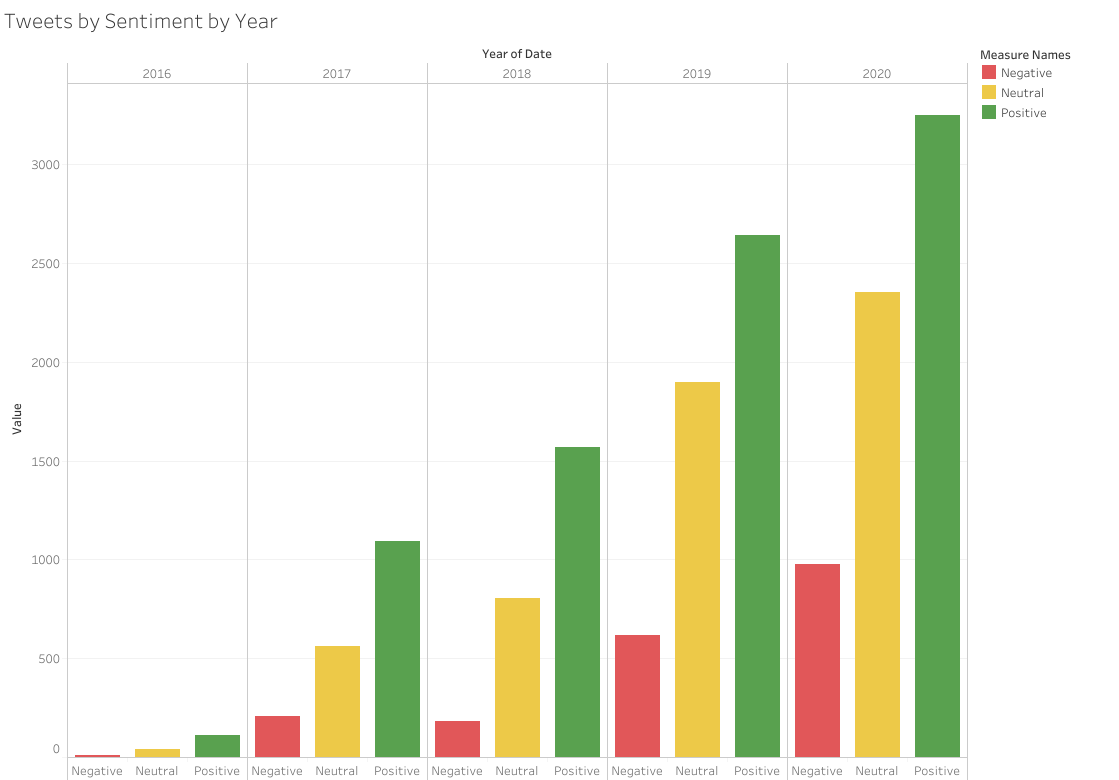 Tweets by Sentiment by Year
Year of Date
Measure Names
2016 2017 2018 2019 2020
Negative
Neutral
Positive
3000
2500
2000
Value
1500
1000
500
0
Negative Neutral Positive Negative Neutral Positive Negative Neutral Positive Negative Neutral Positive Negative Neutral Positive